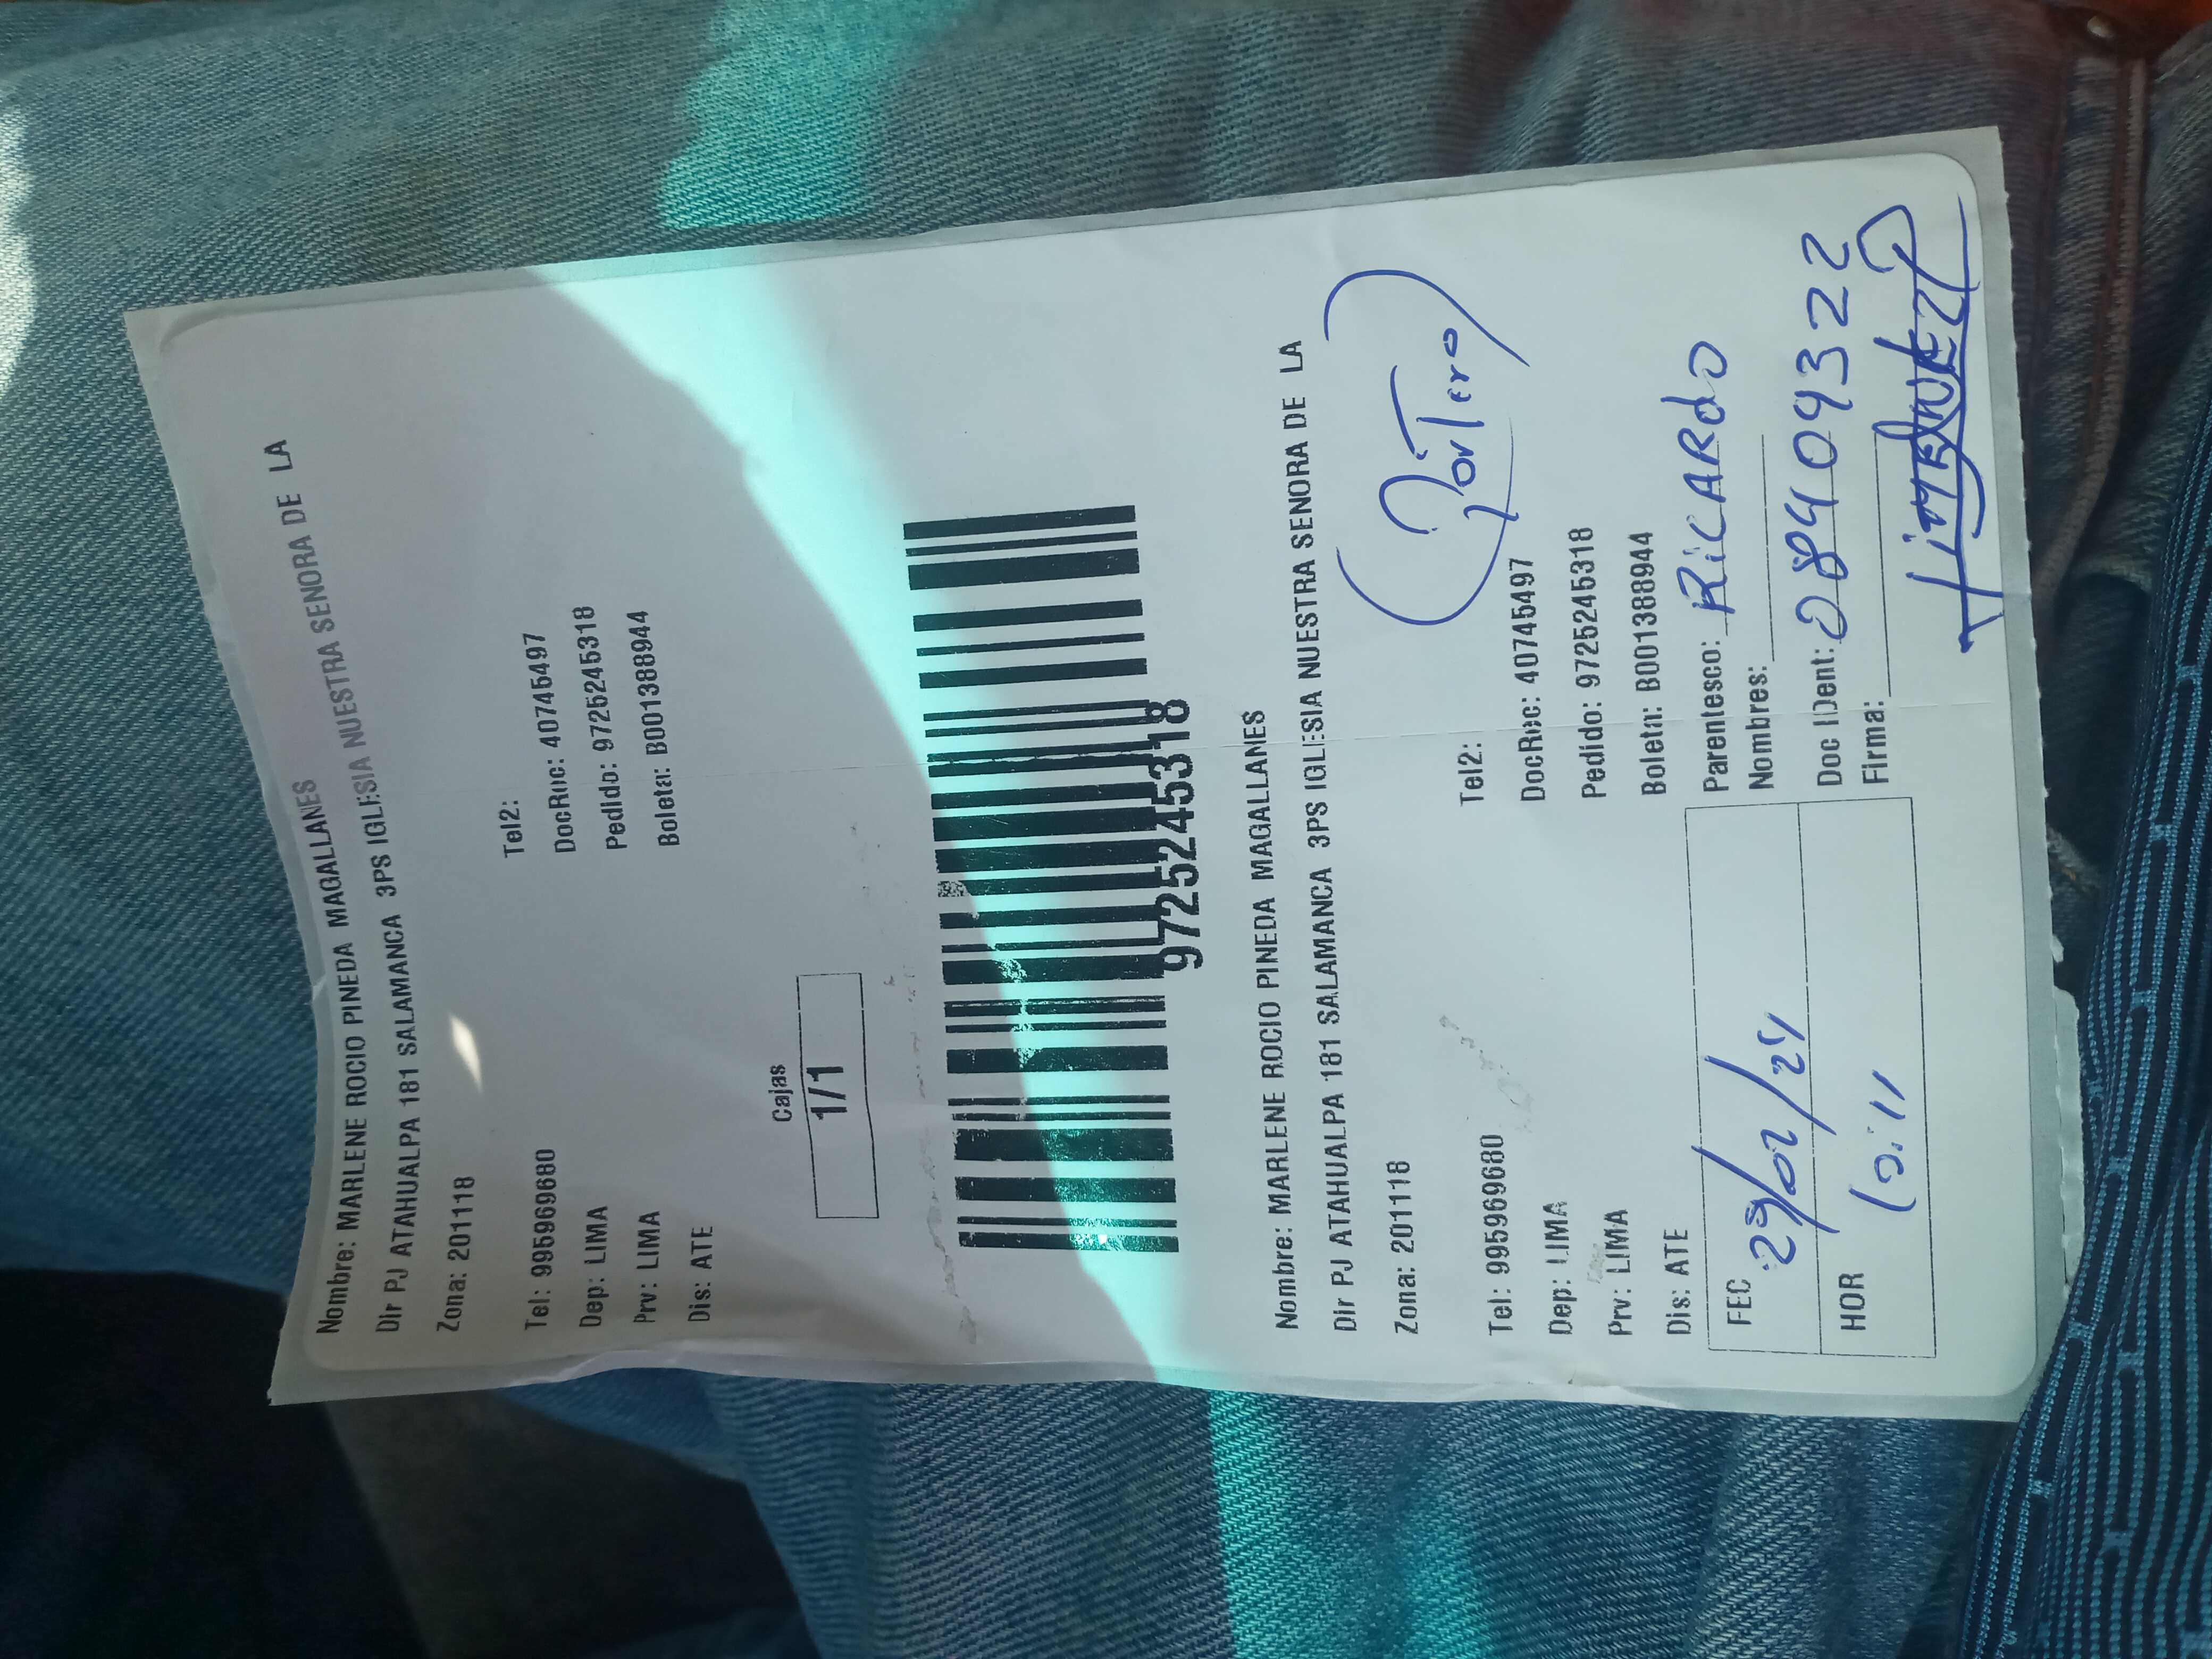 Nombre: MARLENE ROCIO PINEDA MAGALLANES
Dir PJ ATAHUALPA 181 SALAMANCA 3PS IGLESIA NUESTRA SENORA DE LA
Zona: 201118
Tel: 995969680 Tel2:
Dep: LIMA DocRuc: 40745497
Prv: LIMA Pedido: 9725245318
Dis: ATE Boleta: B001388944
Cajas
1/1
9725245318
Nombre: MARLENE ROCIO PINEDA MAGALLANES
Dir PJ ATAHUALPA 181 SALAMANCA 3PS IGLESIA NUESTRA SENORA DE LA
Zona: 201118
(Portero)
Tel: 995969680 Tel2:
Dep: LIMA DocRuc: 40745497
Prv: LIMA Pedido: 9725245318
Dis: ATE Boleta: B001388944
FEC 29/02/24 Parentesco: RiCARdo
Nombres:
HOR 10:11 Doc IDent: 28409322
Firma: